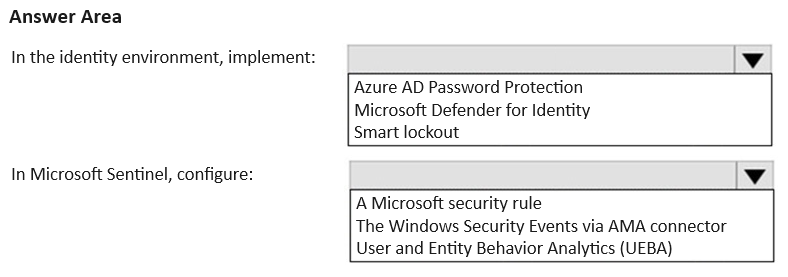 Answer Area
In the identity environment, implement:
Azure AD Password Protection
Microsoft Defender for Identity
Smart lockout
In Microsoft Sentinel, configure:
A Microsoft security rule
The Windows Security Events via AMA connector
User and Entity Behavior Analytics (UEBA)